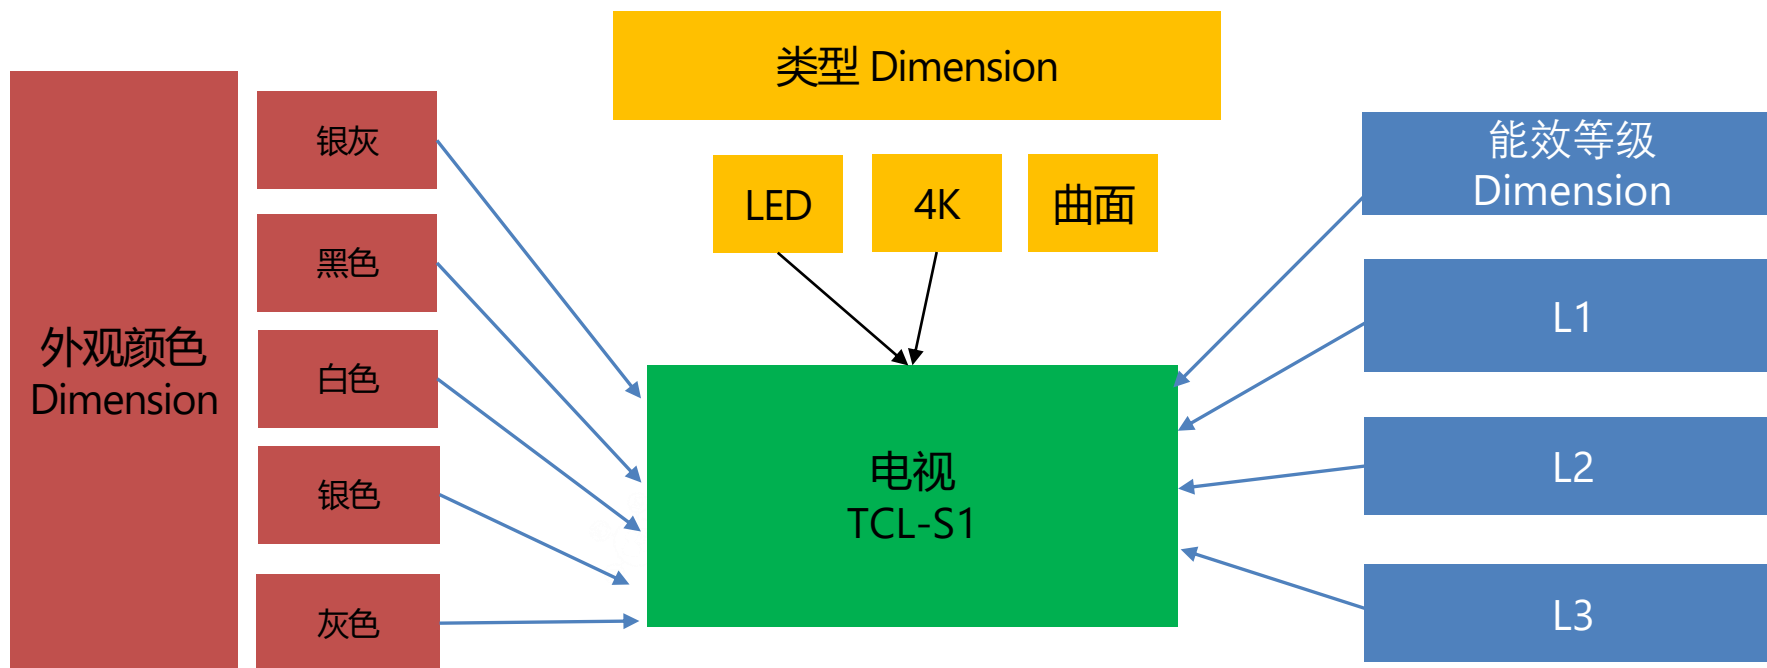 类型 Dimension
外观颜色
Dimension
银灰
黑色
白色
银色
灰色
LED
4K
曲面
电视
TCL-S1
能效等级
Dimension
L1
L2
L3